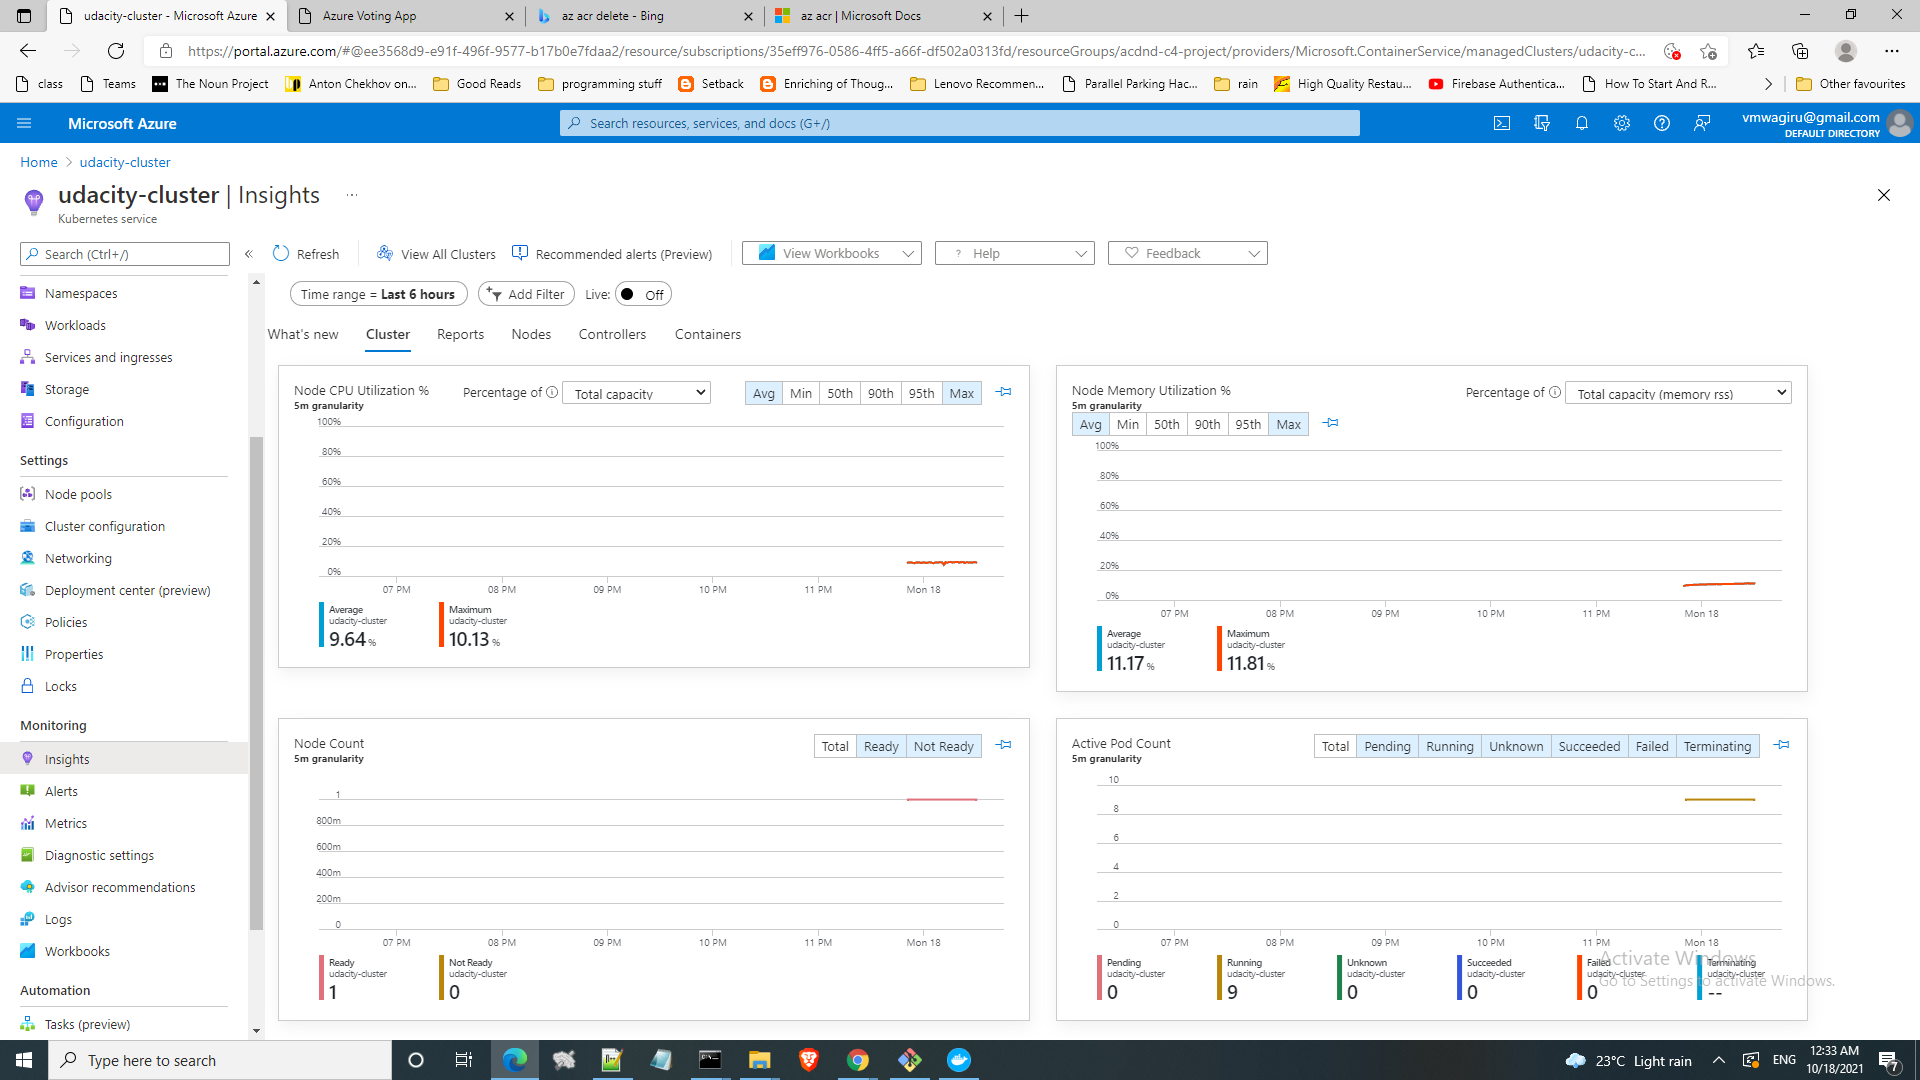 udacity-cluster - Microsoft Azure
Azure Voting App
az acr delete - Bing
az acr | Microsoft Docs
https://portal.azure.com/#@ee3568d9-e91f-496f-9577-b17b0e7fdaa2/resource/subscriptions/35eff976-0586-4ff5-a66f-df502a0313fd/resourceGroups/acdnd-c4-project/providers/Microsoft.ContainerService/managedClusters/udacity-c...
class
Teams
The Noun Project
Anton Chekhov on...
Good Reads
programming stuff
Setback
Enriching of Thoug...
Lenovo Recommen...
Parallel Parking Hac...
rain
High Quality Restau...
Firebase Authentica...
How To Start And R...
Other favourites
Microsoft Azure
Search resources, services, and docs (G+/)
vmwagiru@gmail.com
DEFAULT DIRECTORY
Home > udacity-cluster
udacity-cluster | Insights ...
Kubernetes service
Search (Ctrl+/)
Refresh
View All Clusters
Recommended alerts (Preview)
View Workbooks
? Help
Feedback
Time range = Last 6 hours
Add Filter
Live: Off
What's new
Cluster
Reports
Nodes
Controllers
Containers
Namespaces
Workloads
Services and ingresses
Storage
Configuration
Settings
Node pools
Cluster configuration
Networking
Deployment center (preview)
Policies
Properties
Locks
Monitoring
Insights
Alerts
Metrics
Diagnostic settings
Advisor recommendations
Logs
Workbooks
Automation
Tasks (preview)
Node CPU Utilization %
5m granularity
Percentage of
Total capacity
Avg Min 50th 90th 95th Max
100%
80%
60%
40%
20%
0%
07 PM 08 PM 09 PM 10 PM 11 PM Mon 18
Average
udacity-cluster
9.64 %
Maximum
udacity-cluster
10.13 %
Node Memory Utilization %
5m granularity
Percentage of
Total capacity (memory rss)
Avg Min 50th 90th 95th Max
100%
80%
60%
40%
20%
0%
07 PM 08 PM 09 PM 10 PM 11 PM Mon 18
Average
udacity-cluster
11.17 %
Maximum
udacity-cluster
11.81 %
Node Count
5m granularity
Total Ready Not Ready
1
800m
600m
400m
200m
0
07 PM 08 PM 09 PM 10 PM 11 PM Mon 18
Ready
udacity-cluster
1
Not Ready
udacity-cluster
0
Active Pod Count
5m granularity
Total Pending Running Unknown Succeeded Failed Terminating
10
8
6
4
2
0
07 PM 08 PM 09 PM 10 PM 11 PM Mon 18
Pending
udacity-cluster
0
Running
udacity-cluster
9
Unknown
udacity-cluster
0
Succeeded
udacity-cluster
0
Failed
udacity-cluster
0
Terminating
udacity-cluster
--
Activate Windows
Go to Settings to activate Windows.
Type here to search
23°C Light rain
ENG
12:33 AM
10/18/2021
7